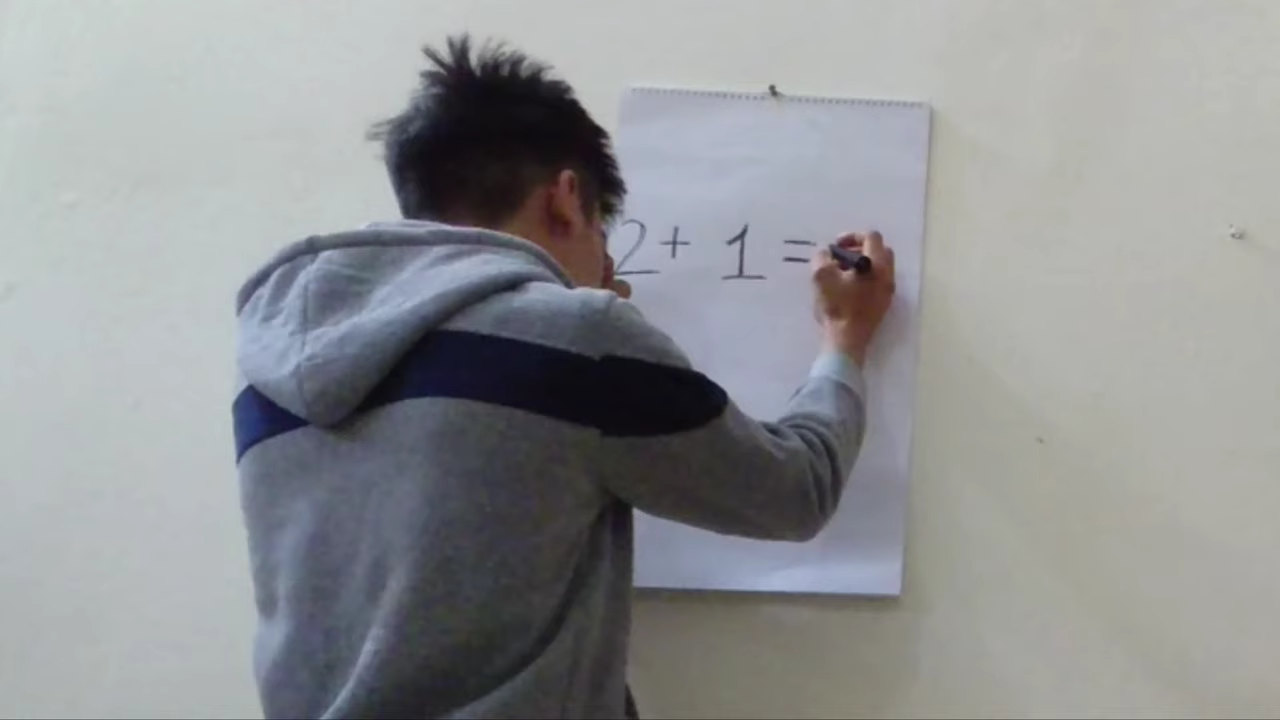 2 + 1 =